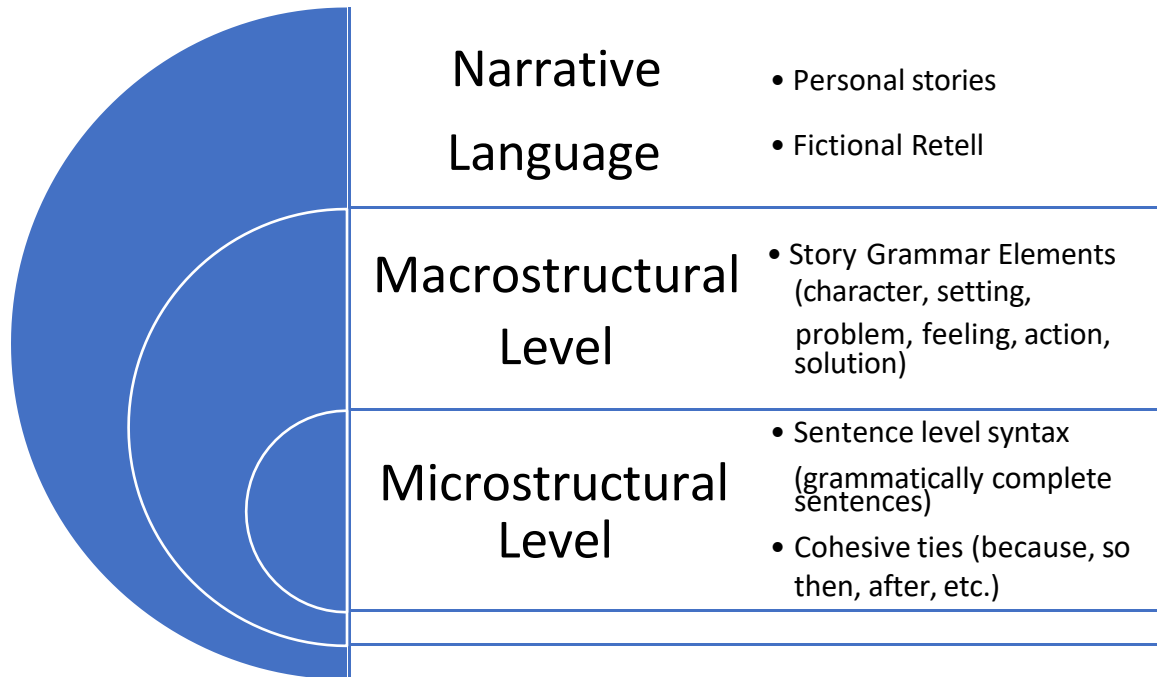 Narrative
Language
• Personal stories
• Fictional Retell
Macrostructural
Level
• Story Grammar Elements
(character, setting,
problem, feeling, action,
solution)
Microstructural
Level
• Sentence level syntax
(grammatically complete
sentences)
• Cohesive ties (because, so
then, after, etc.)